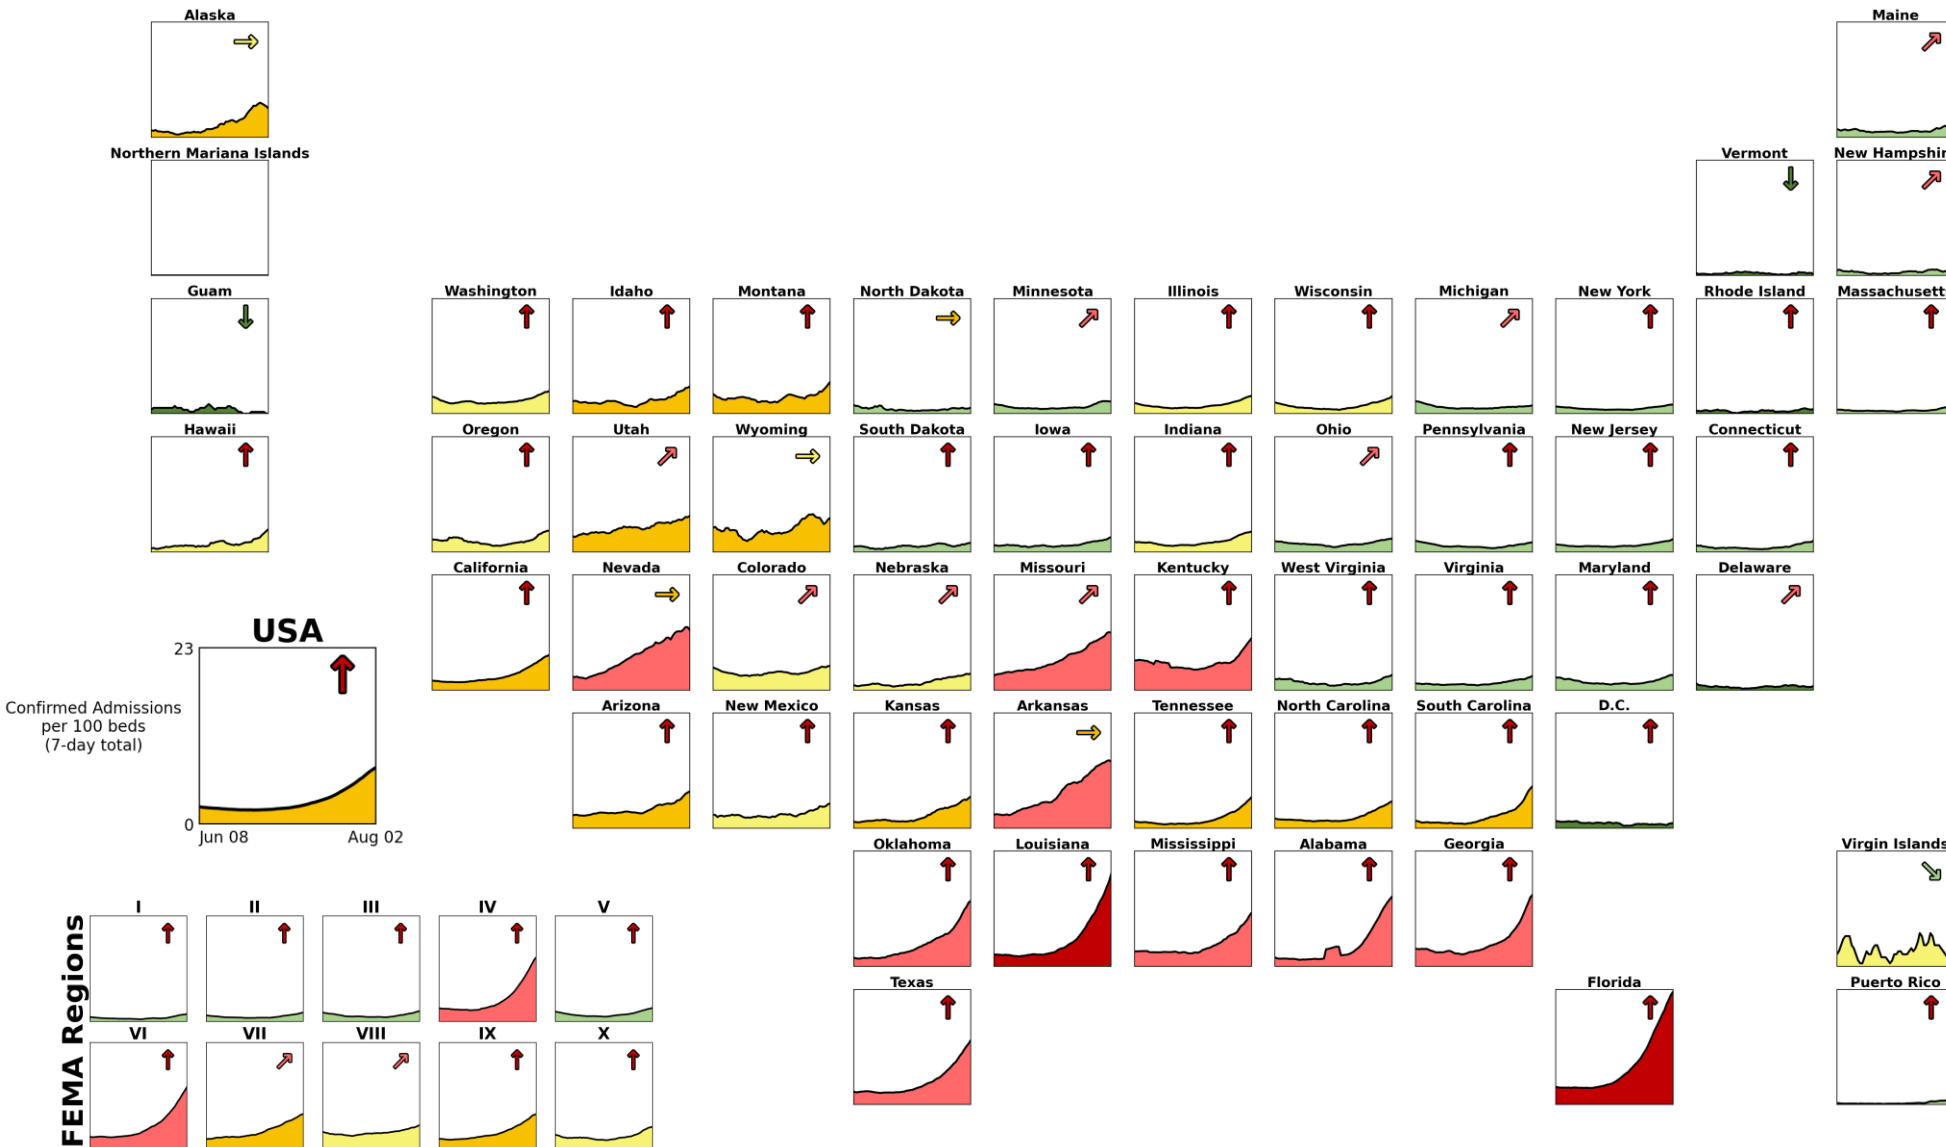 Alaska
Maine
Northern Mariana Islands
Vermont
New Hampshir
Guam
Washington
Idaho
Montana
North Dakota
Minnesota
Illinois
Wisconsin
Michigan
New York
Rhode Island
Massachusett
Hawaii
Oregon
Utah
Wyoming
South Dakota
Iowa
Indiana
Ohio
Pennsylvania
New Jersey
Connecticut
California
Nevada
Colorado
Nebraska
Missouri
Kentucky
West Virginia
Virginia
Maryland
Delaware
USA
23
Confirmed Admissions
per 100 beds
(7-day total)
0
Jun 08
Aug 02
Arizona
New Mexico
Kansas
Arkansas
Tennessee
North Carolina
South Carolina
D.C.
Oklahoma
Louisiana
Mississippi
Alabama
Georgia
Virgin Islands
Texas
Florida
Puerto Rico
FEMA Regions
I
II
III
IV
V
VI
VII
VIII
IX
X